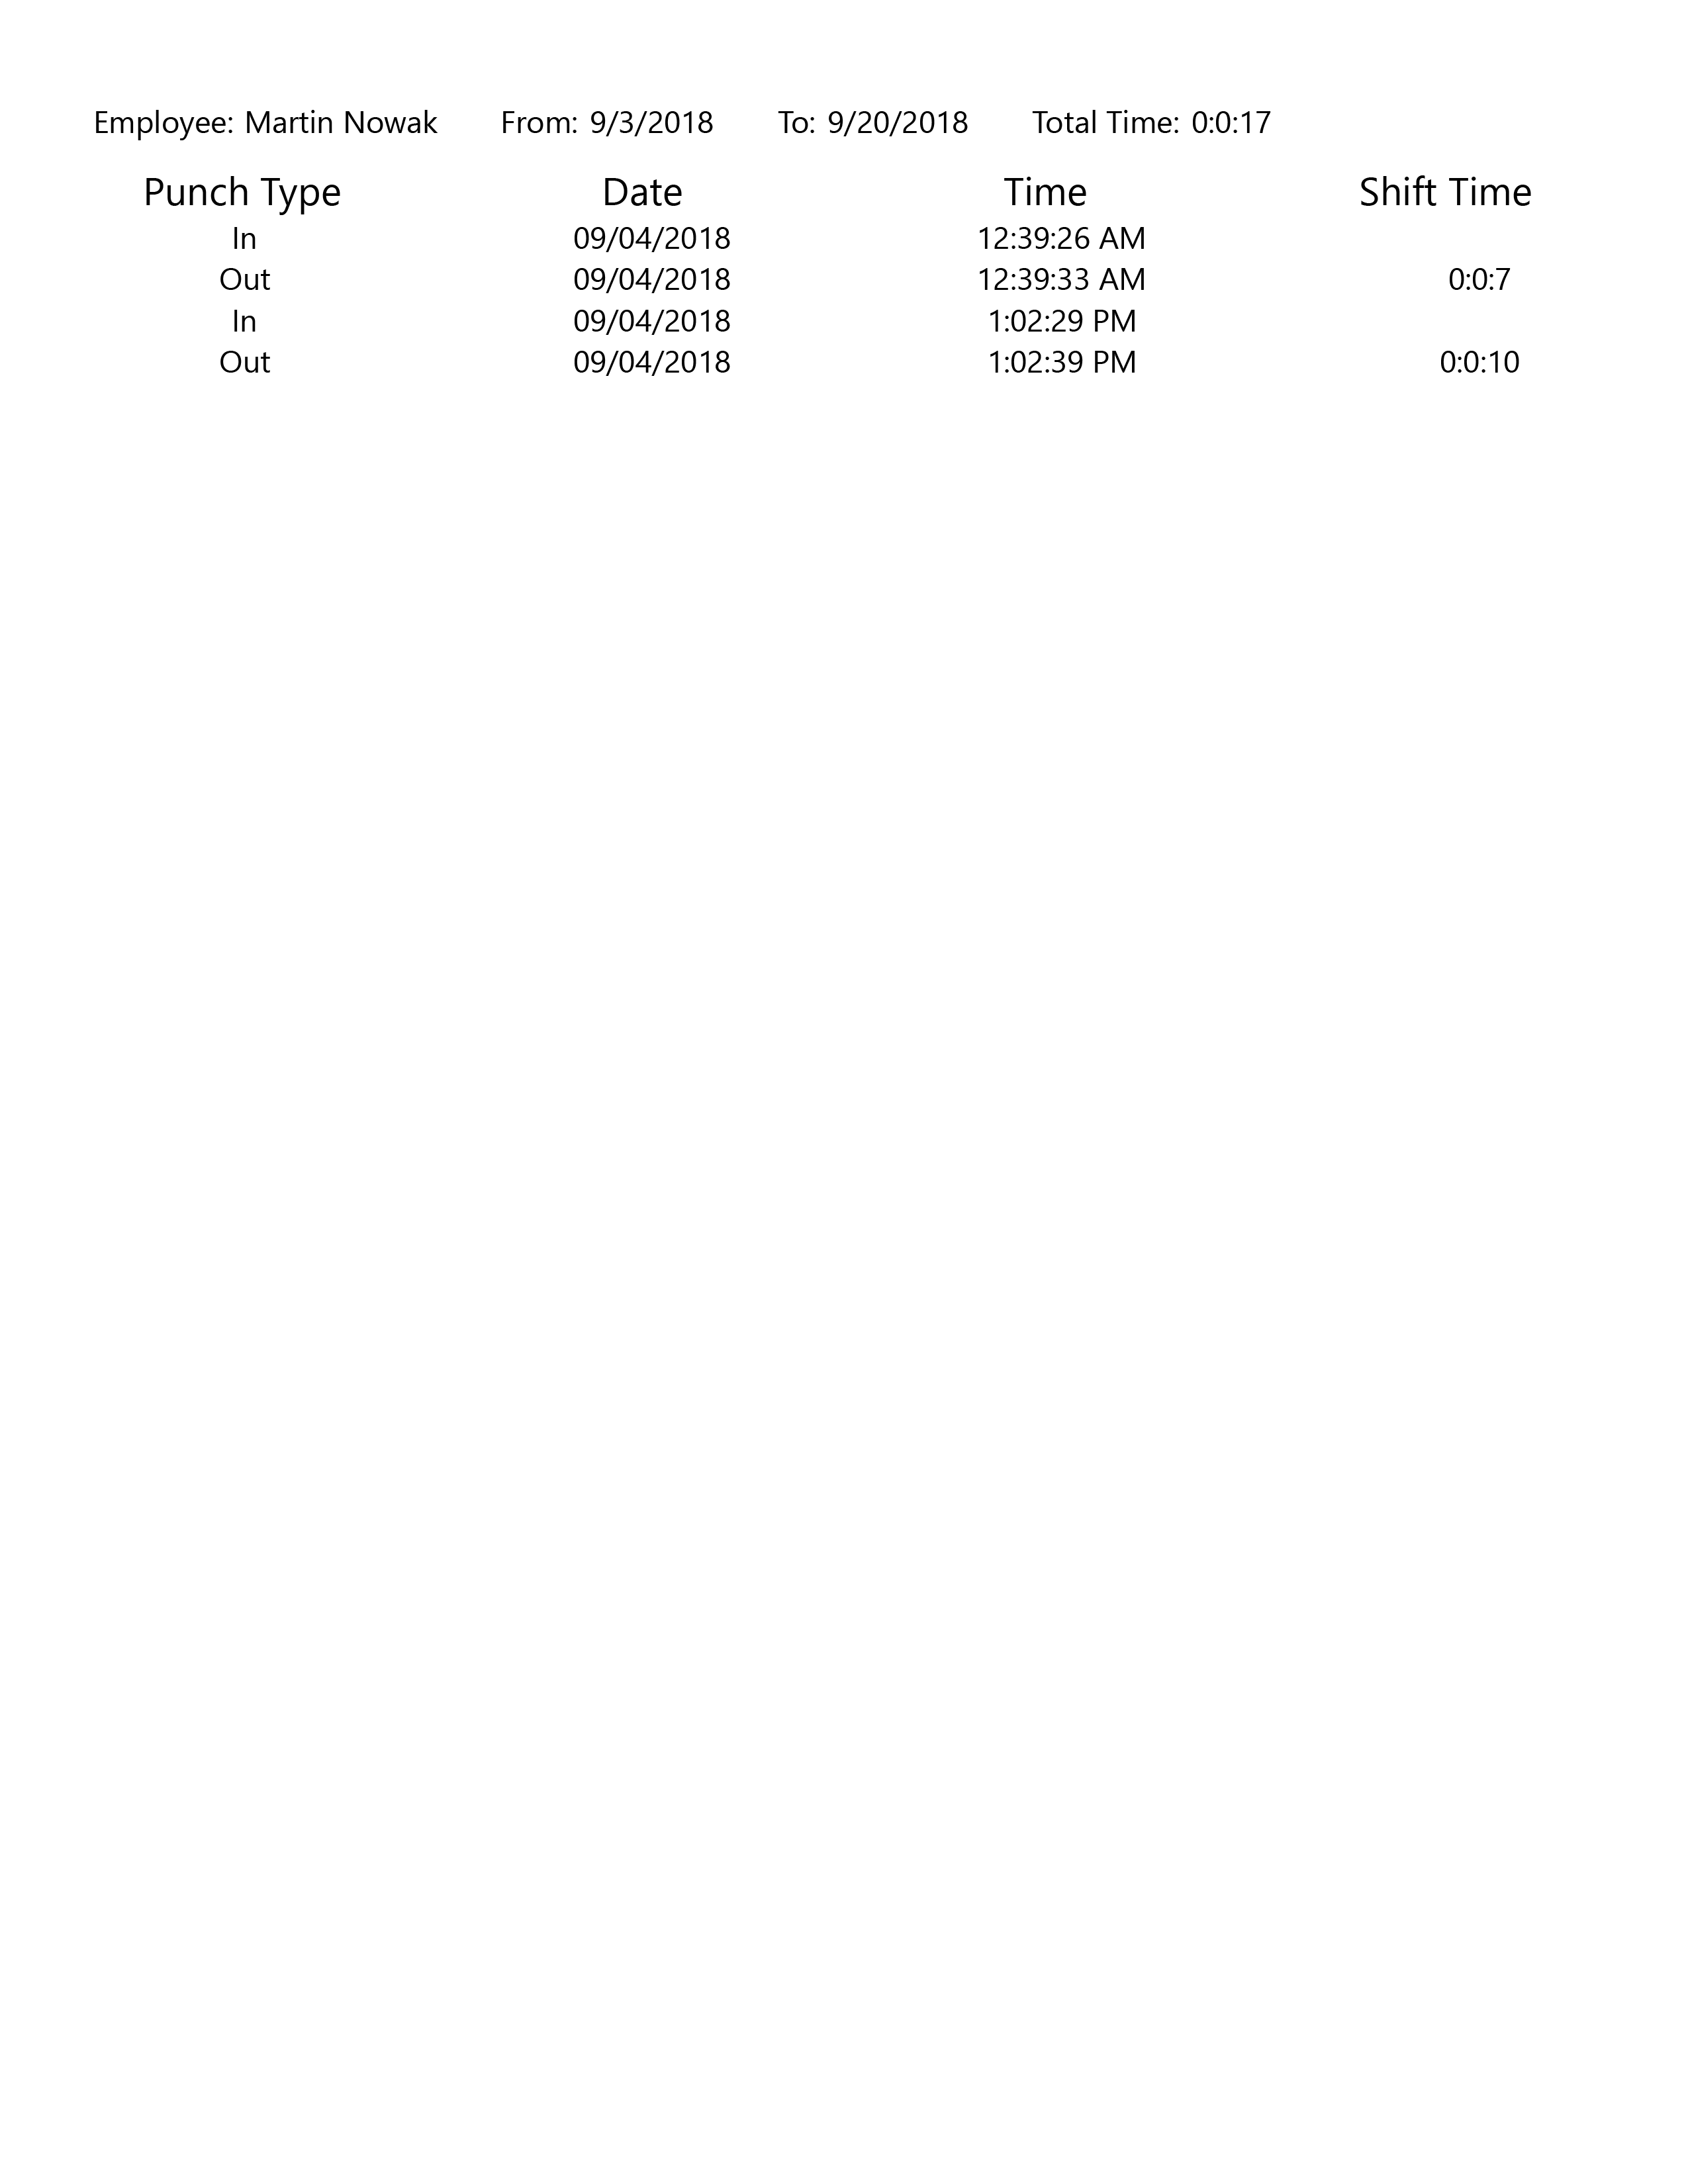 Employee: Martin Nowak From: 9/3/2018 To: 9/20/2018 Total Time: 0:0:17
Punch Type Date Time Shift Time
In 09/04/2018 12:39:26 AM
Out 09/04/2018 12:39:33 AM 0:0:7
In 09/04/2018 1:02:29 PM
Out 09/04/2018 1:02:39 PM 0:0:10